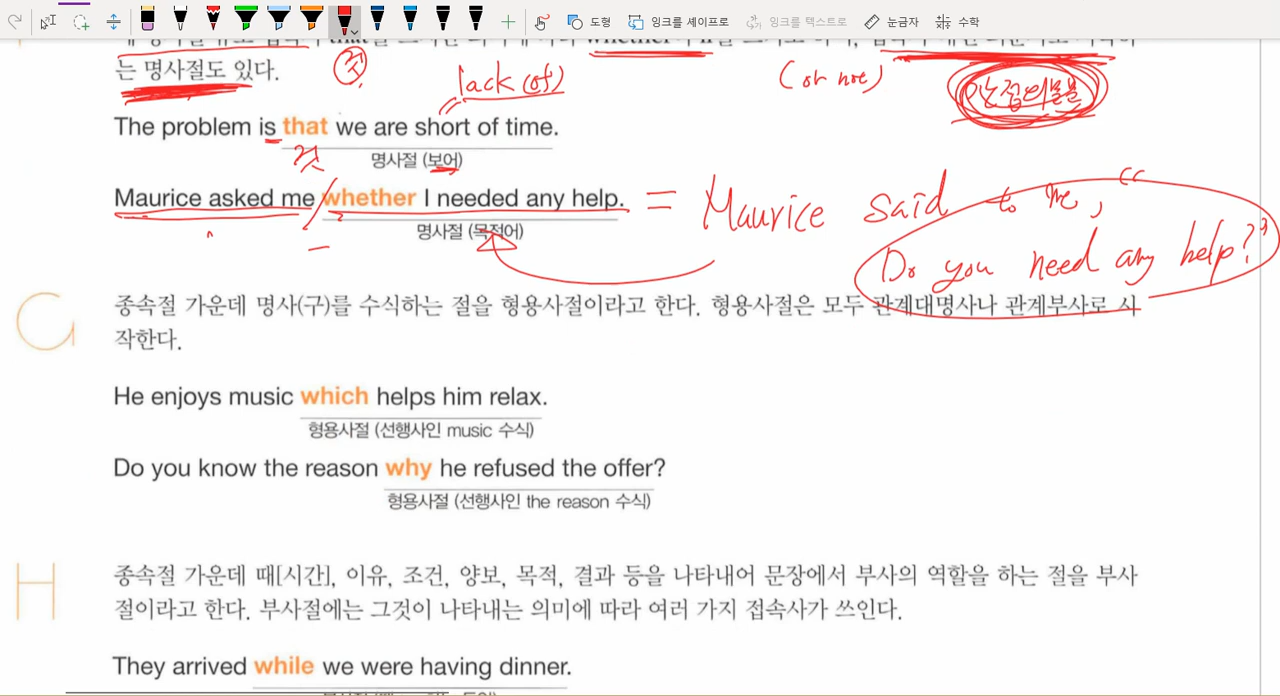 도형 잉크를 셰이프로 잉크를 텍스트로 눈금자 수학
는 명사절도 있다.
것
lack (of)
(or not)
The problem is that we are short of time.
것
명사절 (보어)
Maurice asked me / whether I needed any help. = Maurice said to me, “
명사절 (목적어)
Do you need any help?”
G
종속절 가운데 명사(구)를 수식하는 절을 형용사절이라고 한다. 형용사절은 모두 관계대명사나 관계부사로 시
작한다.
He enjoys music which helps him relax.
형용사절 (선행사인 music 수식)
Do you know the reason why he refused the offer?
형용사절 (선행사인 the reason 수식)
H
종속절 가운데 때[시간], 이유, 조건, 양보, 목적, 결과 등을 나타내어 문장에서 부사의 역할을 하는 절을 부사
절이라고 한다. 부사절에는 그것이 나타내는 의미에 따라 여러 가지 접속사가 쓰인다.
They arrived while we were having dinner.